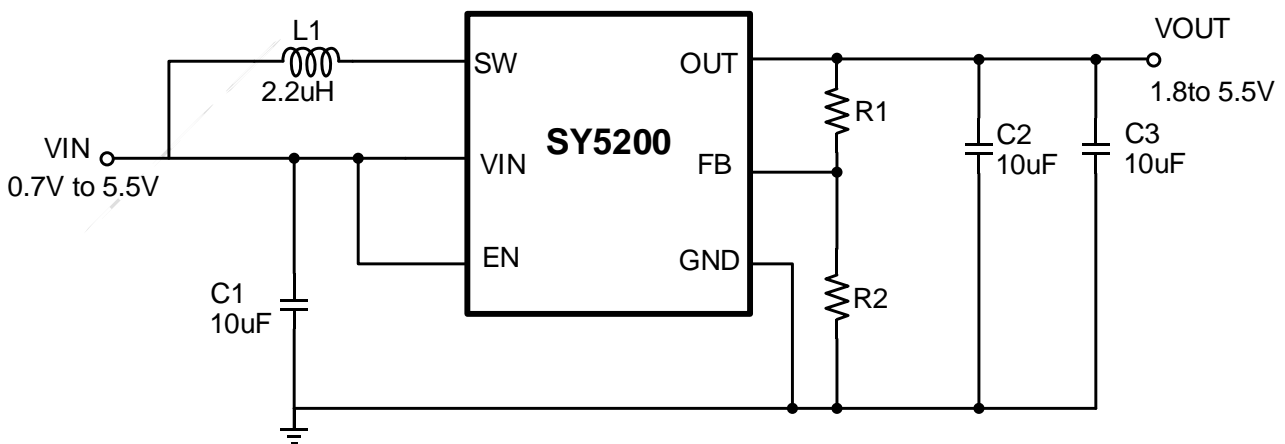 L1
2.2uH
SW
OUT
VOUT
1.8to 5.5V
R1
C2
10uF
C3
10uF
SY5200
VIN
0.7V to 5.5V
VIN
FB
EN
GND
C1
10uF
R2